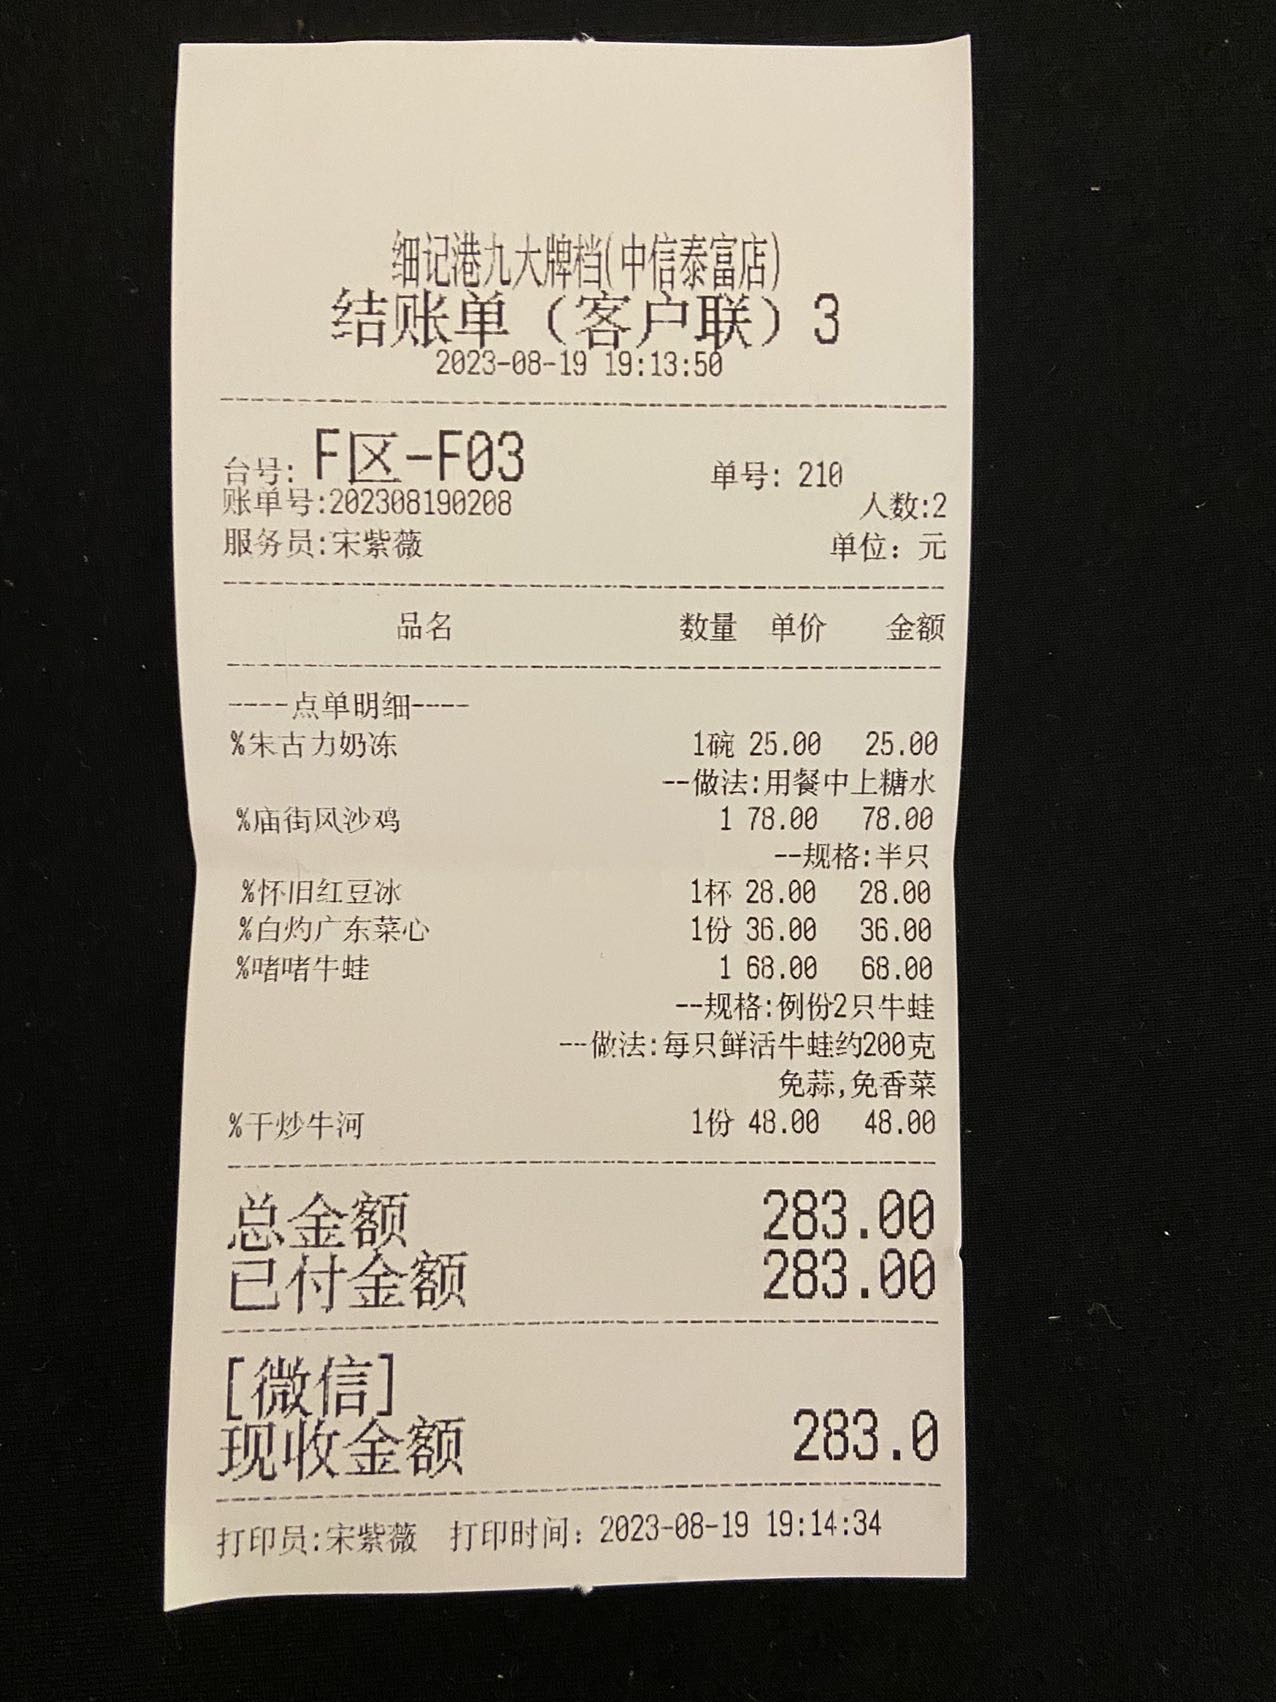 细记港九大牌档(中信泰富店)
结账单（客户联）3
2023-08-19 19:13:50
台号: F区-F03 单号: 210
账单号:202308190208 人数:2
服务员:宋紫薇 单位: 元
品名 数量 单价 金额
----点单明细----
%朱古力奶冻 1碗 25.00 25.00
--做法:用餐中上糖水
%庙街风沙鸡 1 78.00 78.00
--规格:半只
%怀旧红豆冰 1杯 28.00 28.00
%白灼广东菜心 1份 36.00 36.00
%啫啫牛蛙 1 68.00 68.00
--规格:例份2只牛蛙
---做法:每只鲜活牛蛙约200克
免蒜,免香菜
%干炒牛河 1份 48.00 48.00
总金额 283.00
已付金额 283.00
[微信]
现收金额 283.0
打印员:宋紫薇 打印时间: 2023-08-19 19:14:34